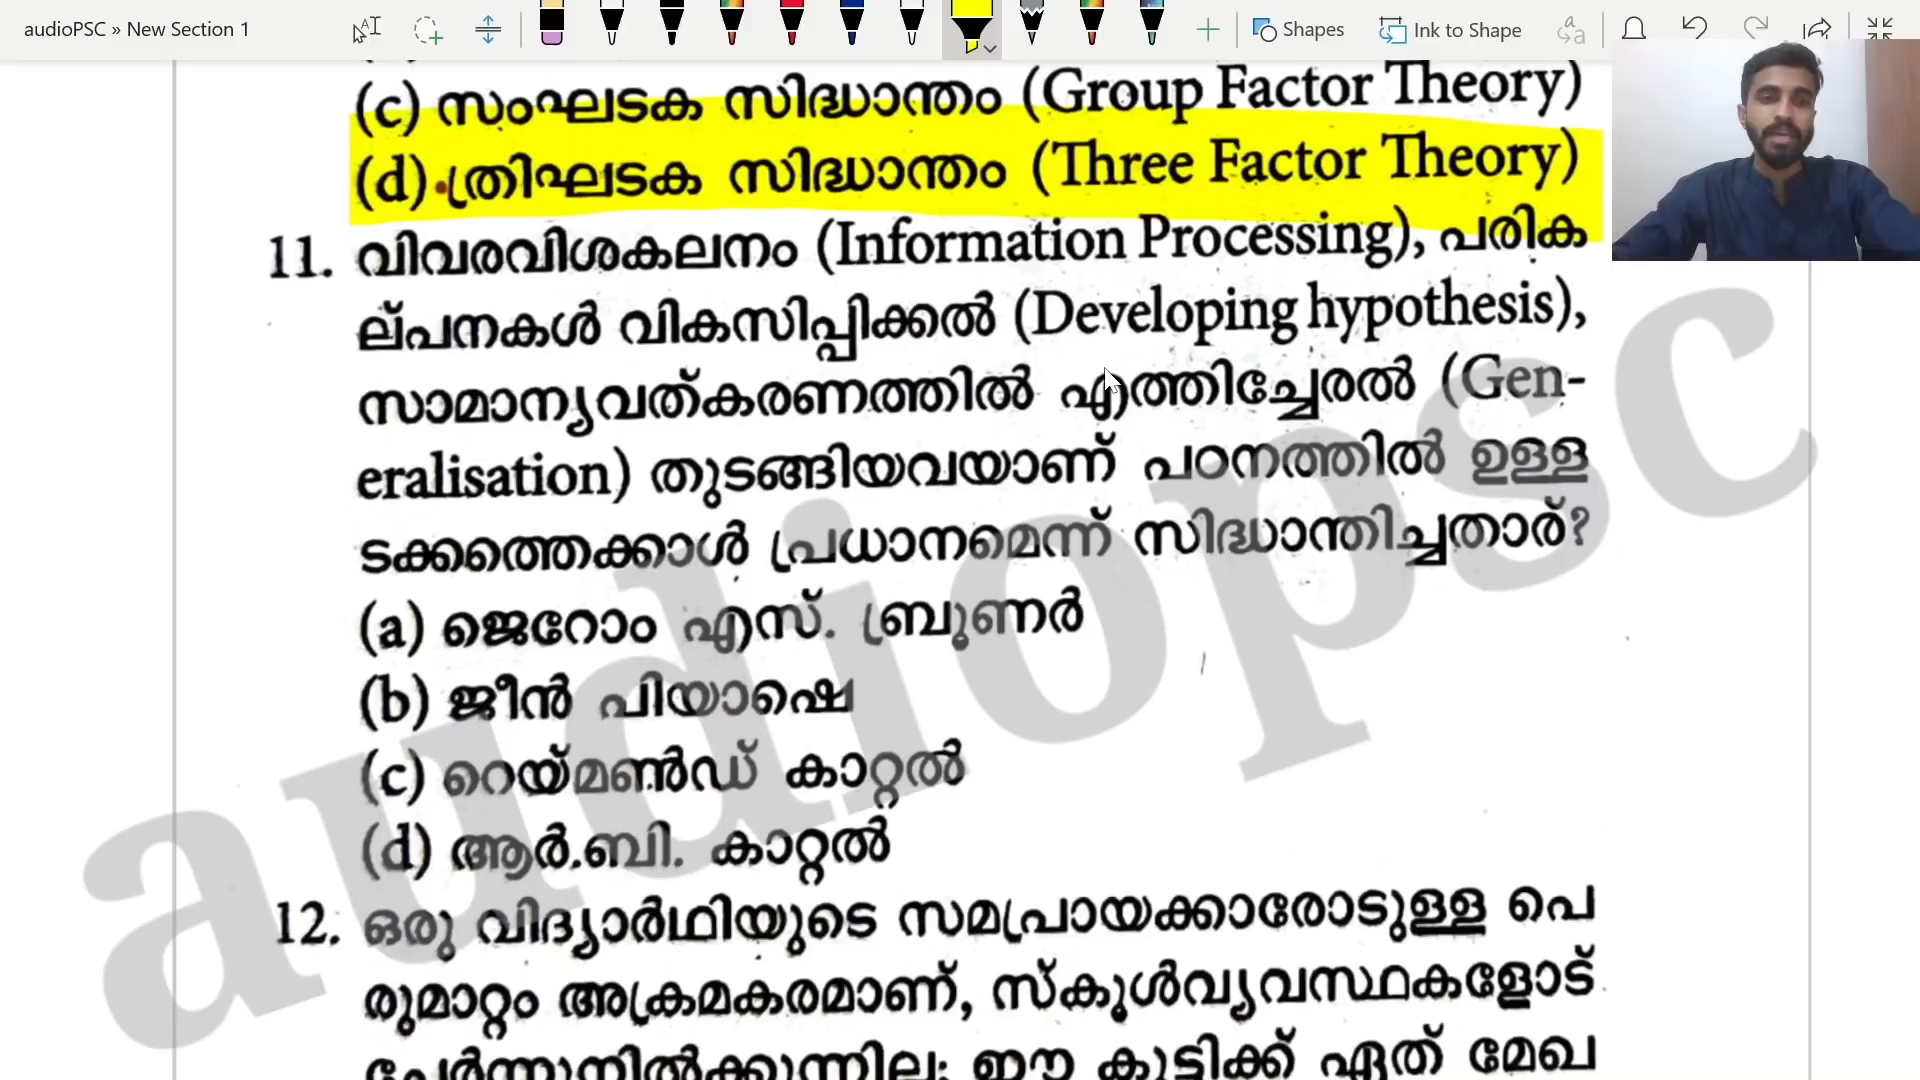 audioPSC » New Section 1
Shapes
Ink to Shape
(c) സംഘടക സിദ്ധാന്തം (Group Factor Theory)
(d) ത്രിഘടക സിദ്ധാന്തം (Three Factor Theory)
11. വിവരവിശകലനം (Information Processing), പരിക
ല്പനകൾ വികസിപ്പിക്കൽ (Developing hypothesis),
സാമാന്യവത്കരണത്തിൽ എത്തിച്ചേരൽ (Gen-
eralisation) തുടങ്ങിയവയാണ് പഠനത്തിൽ ഉള്ള
ടക്കത്തെക്കാൾ പ്രധാനമെന്ന് സിദ്ധാന്തിച്ചതാര്?
(a) ജെറോം എസ്. ബ്രൂണർ
(b) ജീൻ പിയാഷെ
(c) റെയ്മൺഡ് കാറ്റൽ
(d) ആർ.ബി. കാറ്റൽ
12. ഒരു വിദ്യാർഥിയുടെ സമപ്രായക്കാരോടുള്ള പെ
രുമാറ്റം അക്രമകരമാണ്, സ്കൂൾവ്യവസ്ഥകളോട്
ചേർന്നുനിൽക്കുന്നില്ല; ഈ കുട്ടിക്ക് ഏത് മേഖ
audiopsc